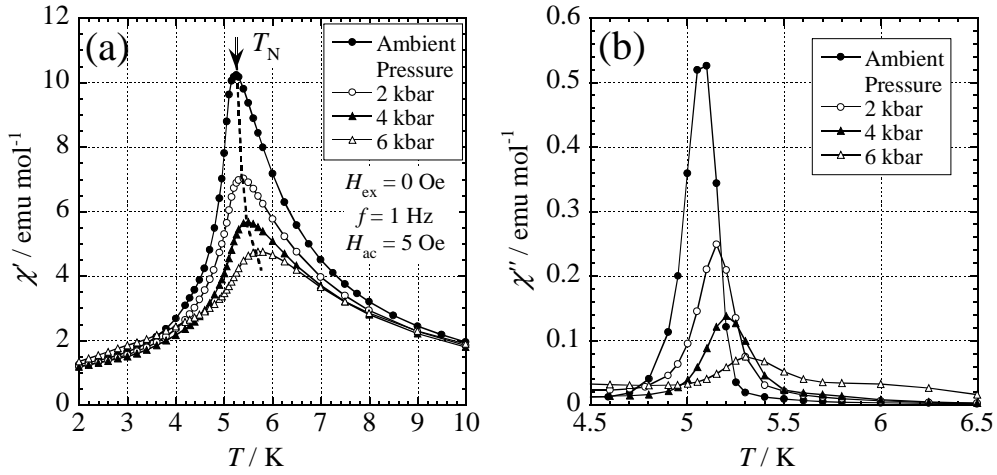 (a)
T_N
Ambient
Pressure
2 kbar
4 kbar
6 kbar
H_ex = 0 Oe
f = 1 Hz
H_ac = 5 Oe
χ′ / emu mol⁻¹
12
10
8
6
4
2
0
2 3 4 5 6 7 8 9 10
T / K
(b)
Ambient
Pressure
2 kbar
4 kbar
6 kbar
χ″ / emu mol⁻¹
0.6
0.5
0.4
0.3
0.2
0.1
0
4.5 5 5.5 6 6.5
T / K